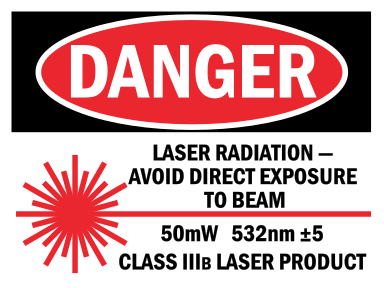 DANGER
LASER RADIATION —
AVOID DIRECT EXPOSURE
TO BEAM
50mW 532nm ±5
CLASS IIIB LASER PRODUCT